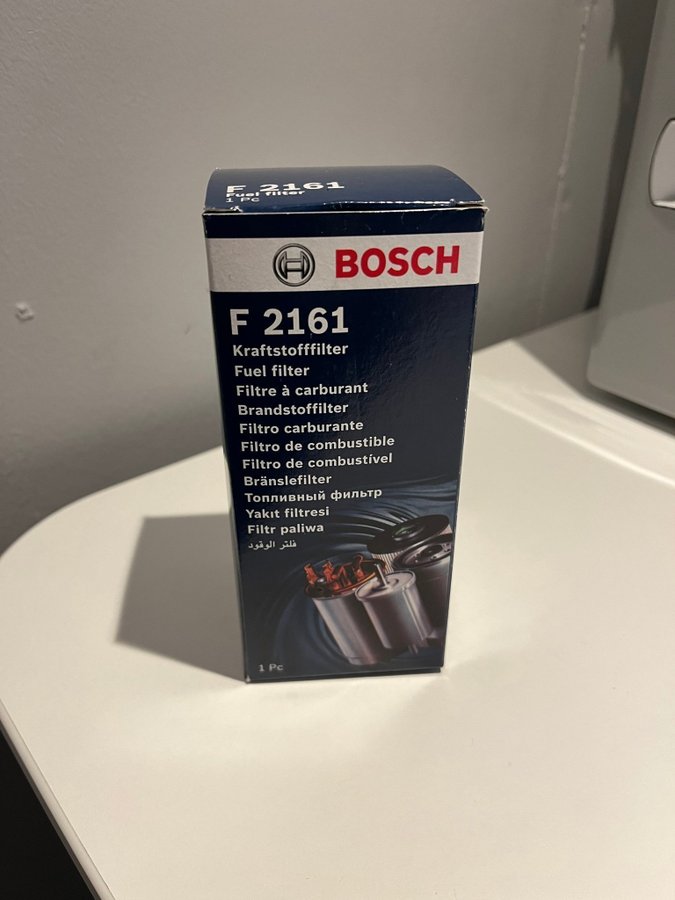 F 2161
Fuel filter
1 Pc
BOSCH
F 2161
Kraftstofffilter
Fuel filter
Filtre à carburant
Brandstoffilter
Filtro carburante
Filtro de combustible
Filtro de combustível
Bränslefilter
Топливный фильтр
Yakıt filtresi
Filtr paliwa
فلتر الوقود
1 Pc